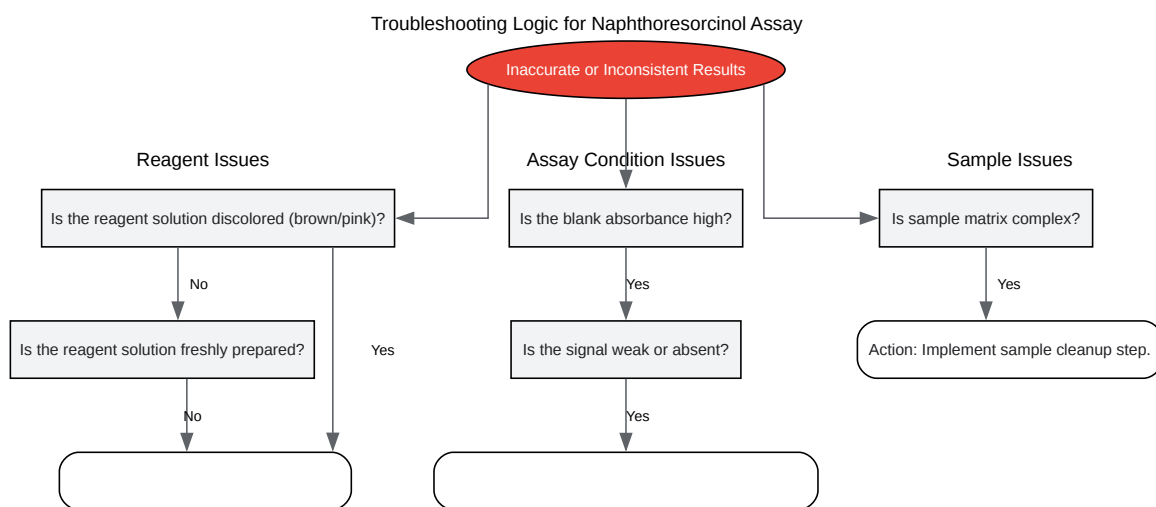 Troubleshooting Logic for Naphthoresorcinol Assay
Inaccurate or Inconsistent Results
Reagent Issues
Assay Condition Issues
Sample Issues
Is the reagent solution discolored (brown/pink)?
Is the blank absorbance high?
Is sample matrix complex?
No
Yes
Yes
Is the reagent solution freshly prepared?
Yes
Is the signal weak or absent?
Action: Implement sample cleanup step.
No
Yes